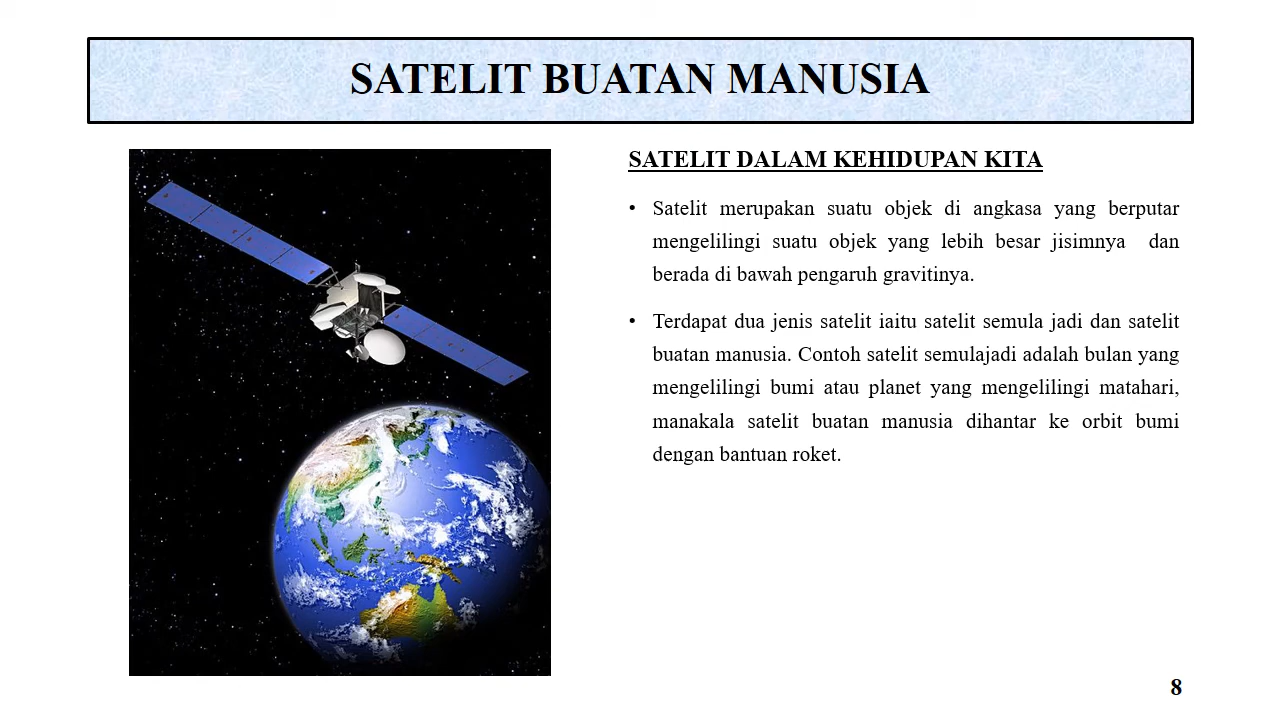 SATELIT BUATAN MANUSIA
SATELIT DALAM KEHIDUPAN KITA
• Satelit merupakan suatu objek di angkasa yang berputar
mengelilingi suatu objek yang lebih besar jisimnya dan
berada di bawah pengaruh gravitinya.
• Terdapat dua jenis satelit iaitu satelit semula jadi dan satelit
buatan manusia. Contoh satelit semulajadi adalah bulan yang
mengelilingi bumi atau planet yang mengelilingi matahari,
manakala satelit buatan manusia dihantar ke orbit bumi
dengan bantuan roket.
8